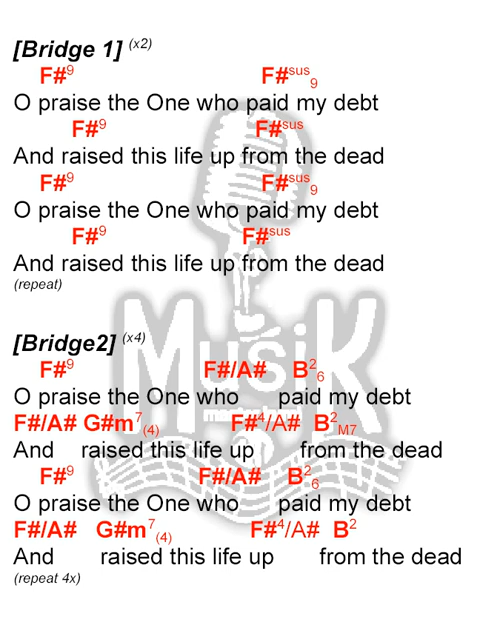 [Bridge 1] (x2)
F#9 F#sus9
O praise the One who paid my debt
F#9 F#sus
And raised this life up from the dead
F#9 F#sus9
O praise the One who paid my debt
F#9 F#sus
And raised this life up from the dead
(repeat)
[Bridge2] (x4)
F#9 F#/A# B26
O praise the One who paid my debt
F#/A# G#m7(4) F#4/A# B2M7
And raised this life up from the dead
F#9 F#/A# B26
O praise the One who paid my debt
F#/A# G#m7(4) F#4/A# B2
And raised this life up from the dead
(repeat 4x)
MusiK